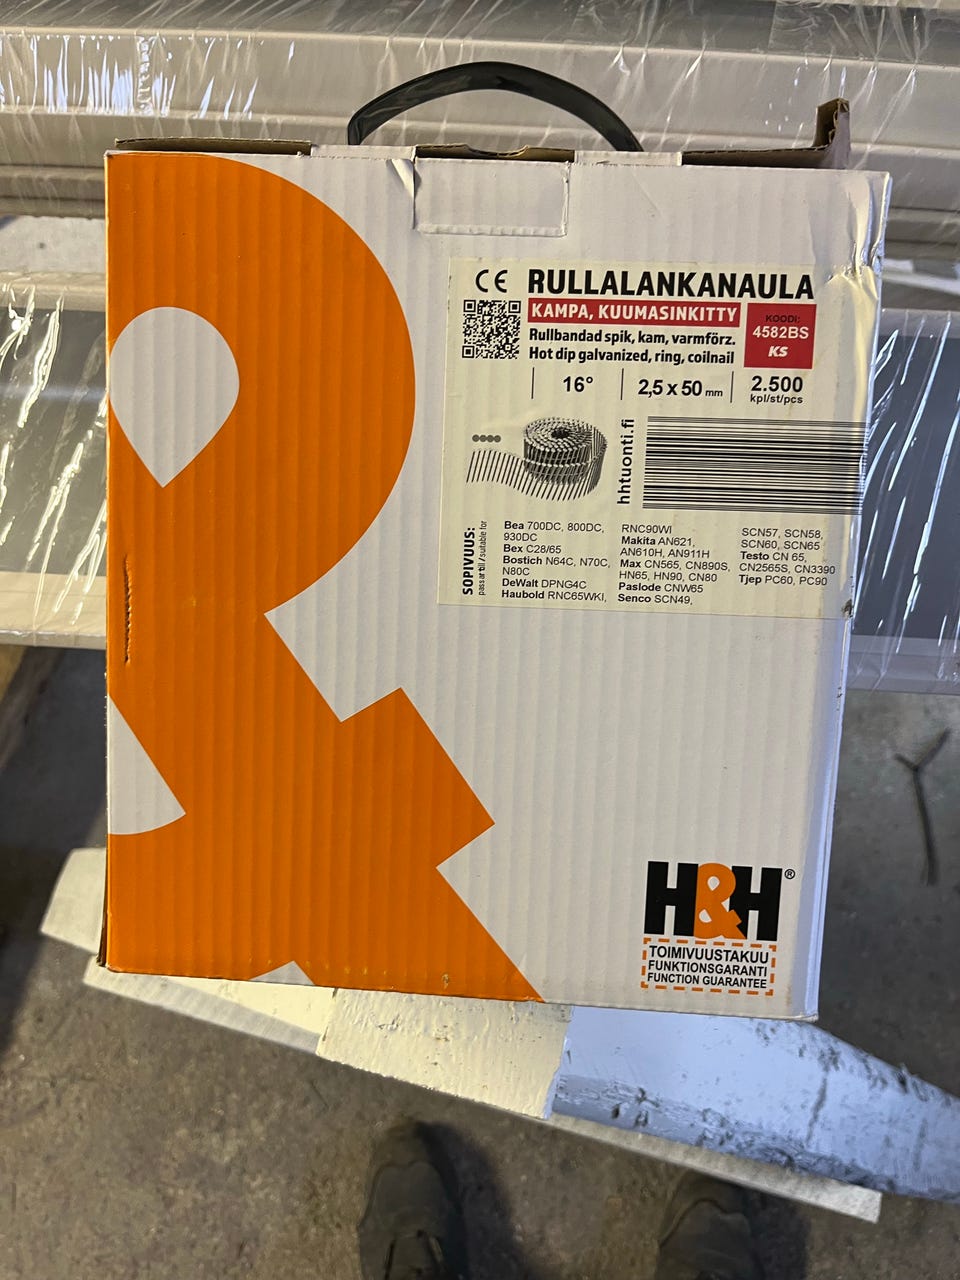 CE RULLALANKANAULA
KAMPA, KUUMASINKITTY
Rullbandad spik, kam, varmförz.
Hot dip galvanized, ring, coilnail
KOODI:
4582BS
KS
16°
2,5 x 50 mm
2.500
kpl/st/pcs
hhtuonti.fi
SOPIVUUS:
passar till / suitable for
Bea 700DC, 800DC,
930DC
Bex C28/65
Bostich N64C, N70C,
N80C
DeWalt DPNG4C
Haubold RNC65WKI,
RNC90WI
Makita AN621,
AN610H, AN911H
Max CN565, CN890S,
HN65, HN90, CN80
Paslode CNW65
Senco SCN49,
SCN57, SCN58,
SCN60, SCN65
Testo CN 65,
CN2565S, CN3390
Tjep PC60, PC90
H&H®
TOIMIVUUSTAKUU
FUNKTIONSGARANTI
FUNCTION GUARANTEE